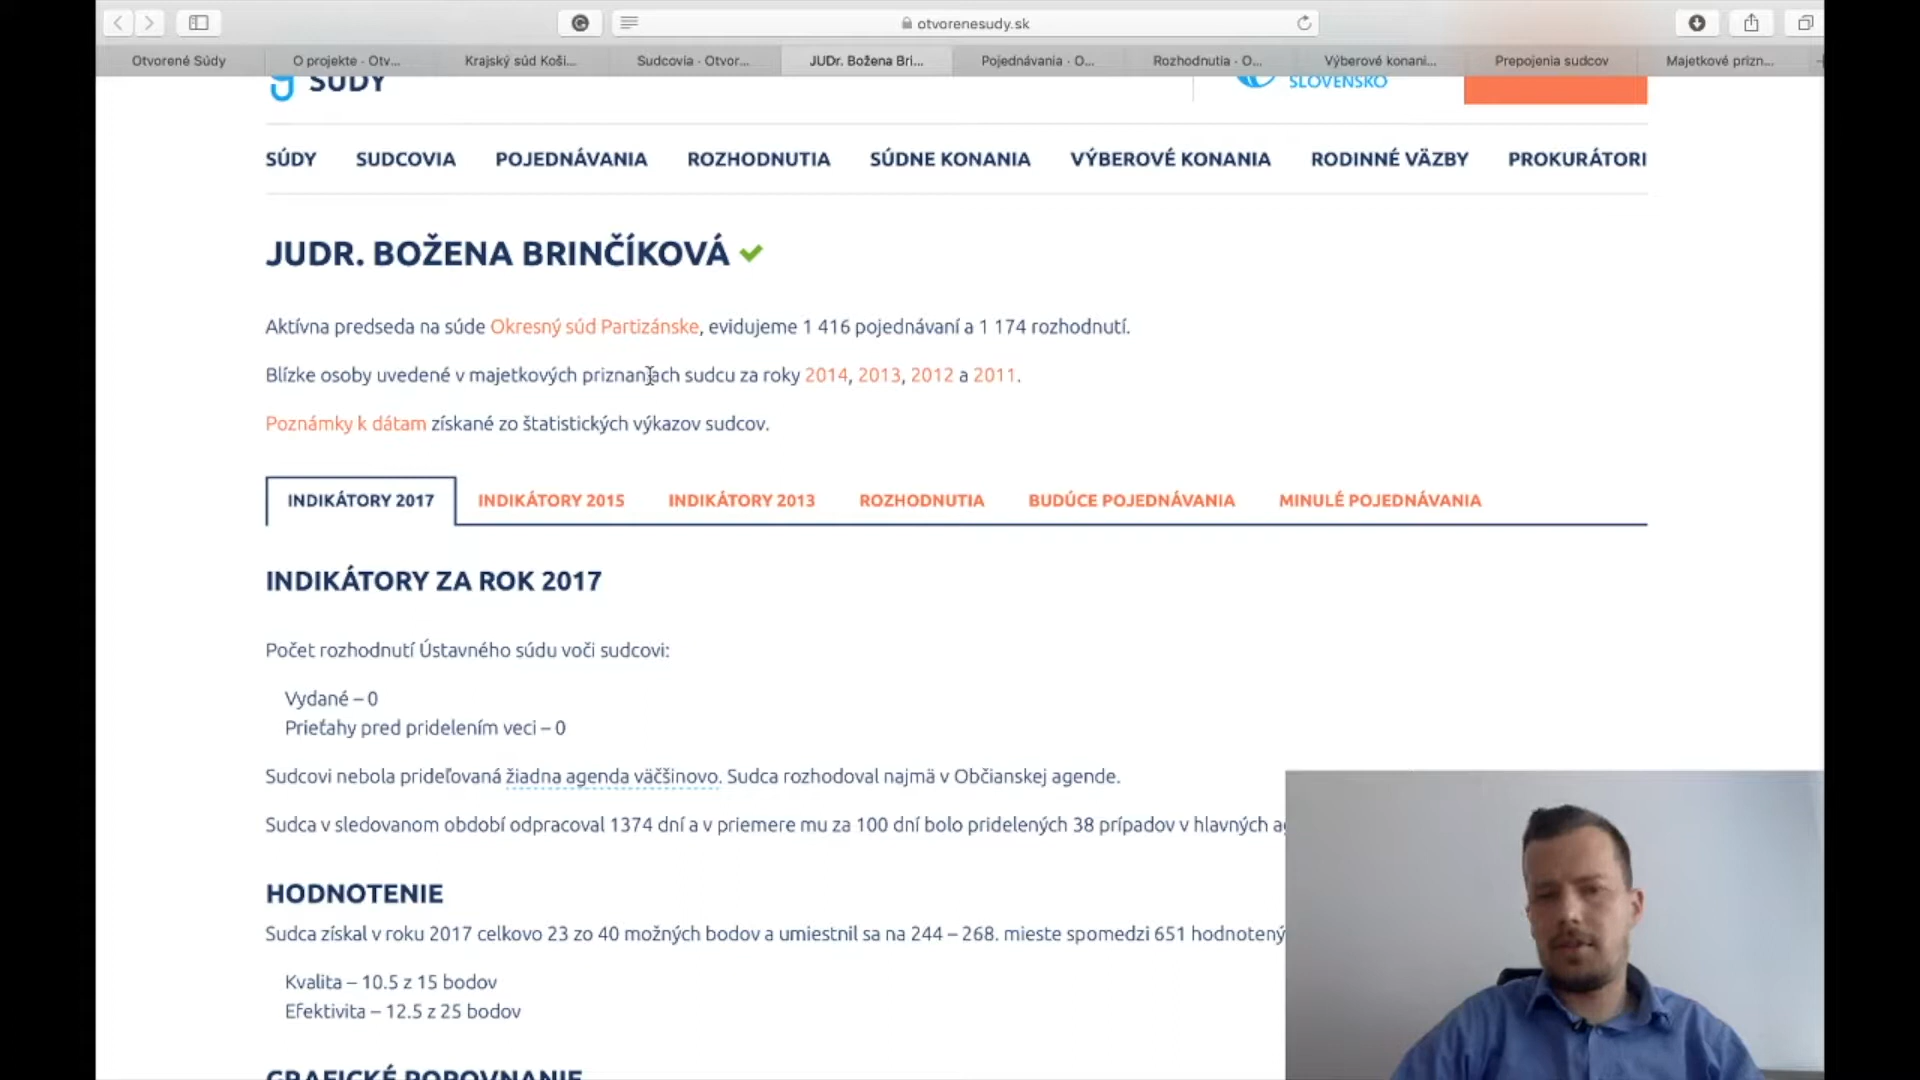 otvorenesudy.sk
Otvorené Súdy
O projekte - Otv...
Krajský súd Koši...
Sudcovia · Otvor...
JUDr. Božena Bri...
Pojednávania · O...
Rozhodnutia · O...
Výberové konani...
Prepojenia sudcov
Majetkové prizn...
SÚDY
SLOVENSKO
SÚDY
SUDCOVIA
POJEDNÁVANIA
ROZHODNUTIA
SÚDNE KONANIA
VÝBEROVÉ KONANIA
RODINNÉ VÄZBY
PROKURÁTORI
JUDR. BOŽENA BRINČÍKOVÁ
Aktívna predseda na súde Okresný súd Partizánske, evidujeme 1 416 pojednávaní a 1 174 rozhodnutí.
Blízke osoby uvedené v majetkových priznaniach sudcu za roky 2014, 2013, 2012 a 2011.
Poznámky k dátam získané zo štatistických výkazov sudcov.
INDIKÁTORY 2017
INDIKÁTORY 2015
INDIKÁTORY 2013
ROZHODNUTIA
BUDÚCE POJEDNÁVANIA
MINULÉ POJEDNÁVANIA
INDIKÁTORY ZA ROK 2017
Počet rozhodnutí Ústavného súdu voči sudcovi:
Vydané – 0
Prieťahy pred pridelením veci – 0
Sudcovi nebola prideľovaná žiadna agenda väčšinovo. Sudca rozhodoval najmä v Občianskej agende.
Sudca v sledovanom období odpracoval 1374 dní a v priemere mu za 100 dní bolo pridelených 38 prípadov v hlavných
HODNOTENIE
Sudca získal v roku 2017 celkovo 23 zo 40 možných bodov a umiestnil sa na 244 – 268. mieste spomedzi 651 hodnotený
Kvalita – 10.5 z 15 bodov
Efektivita – 12.5 z 25 bodov
GRAFICKÉ POROVNANIE